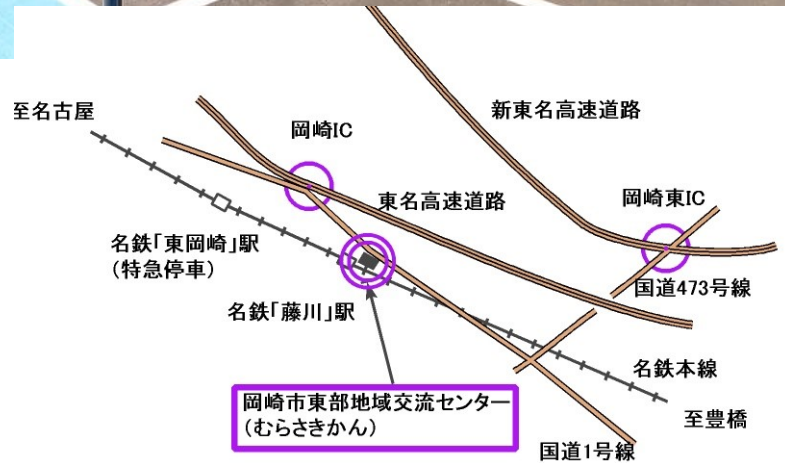 新東名高速道路
至名古屋
岡崎IC
東名高速道路
岡崎東IC
名鉄「東岡崎」駅
(特急停車)
国道473号線
名鉄「藤川」駅
名鉄本線
岡崎市東部地域交流センター
(むらさきかん)
至豊橋
国道1号線